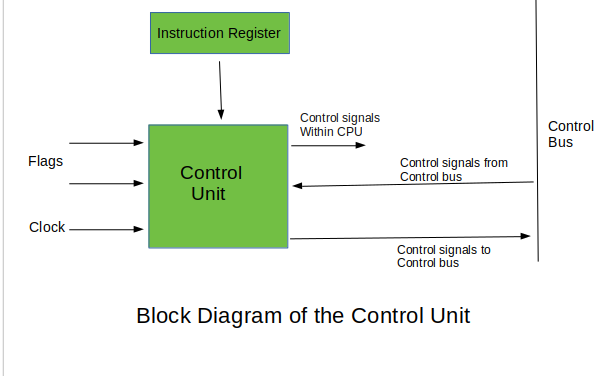 Instruction Register
Control signals
Within CPU
Control
Bus
Flags
Control
Unit
Control signals from
Control bus
Clock
Control signals to
Control bus
Block Diagram of the Control Unit